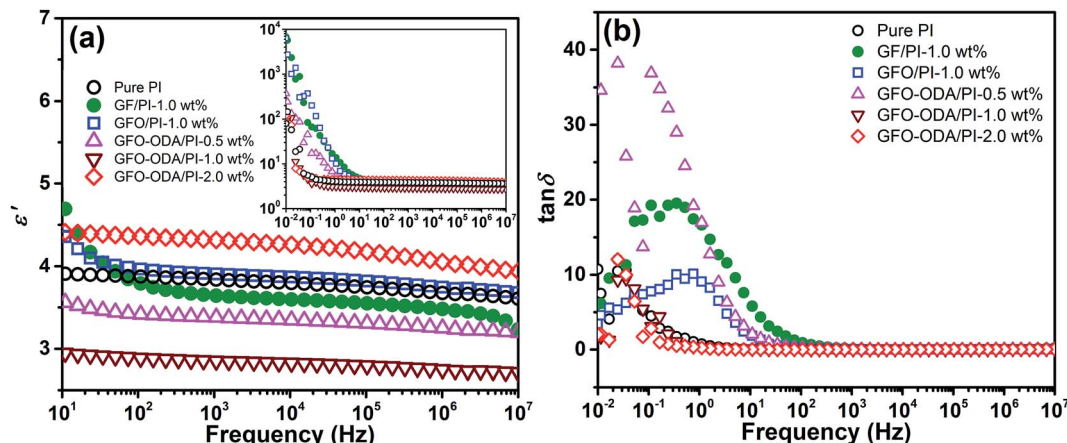 (a)
Pure PI
GF/PI-1.0 wt%
GFO/PI-1.0 wt%
GFO-ODA/PI-0.5 wt%
GFO-ODA/PI-1.0 wt%
GFO-ODA/PI-2.0 wt%
ε'
7
6
5
4
3
10¹ 10² 10³ 10⁴ 10⁵ 10⁶ 10⁷
Frequency (Hz)
10⁴
10³
10²
10¹
10⁰
10⁻² 10⁻¹ 10⁰ 10¹ 10² 10³ 10⁴ 10⁵ 10⁶ 10⁷
(b)
Pure PI
GF/PI-1.0 wt%
GFO/PI-1.0 wt%
GFO-ODA/PI-0.5 wt%
GFO-ODA/PI-1.0 wt%
GFO-ODA/PI-2.0 wt%
tanδ
40
30
20
10
0
10⁻² 10⁻¹ 10⁰ 10¹ 10² 10³ 10⁴ 10⁵ 10⁶ 10⁷
Frequency (Hz)